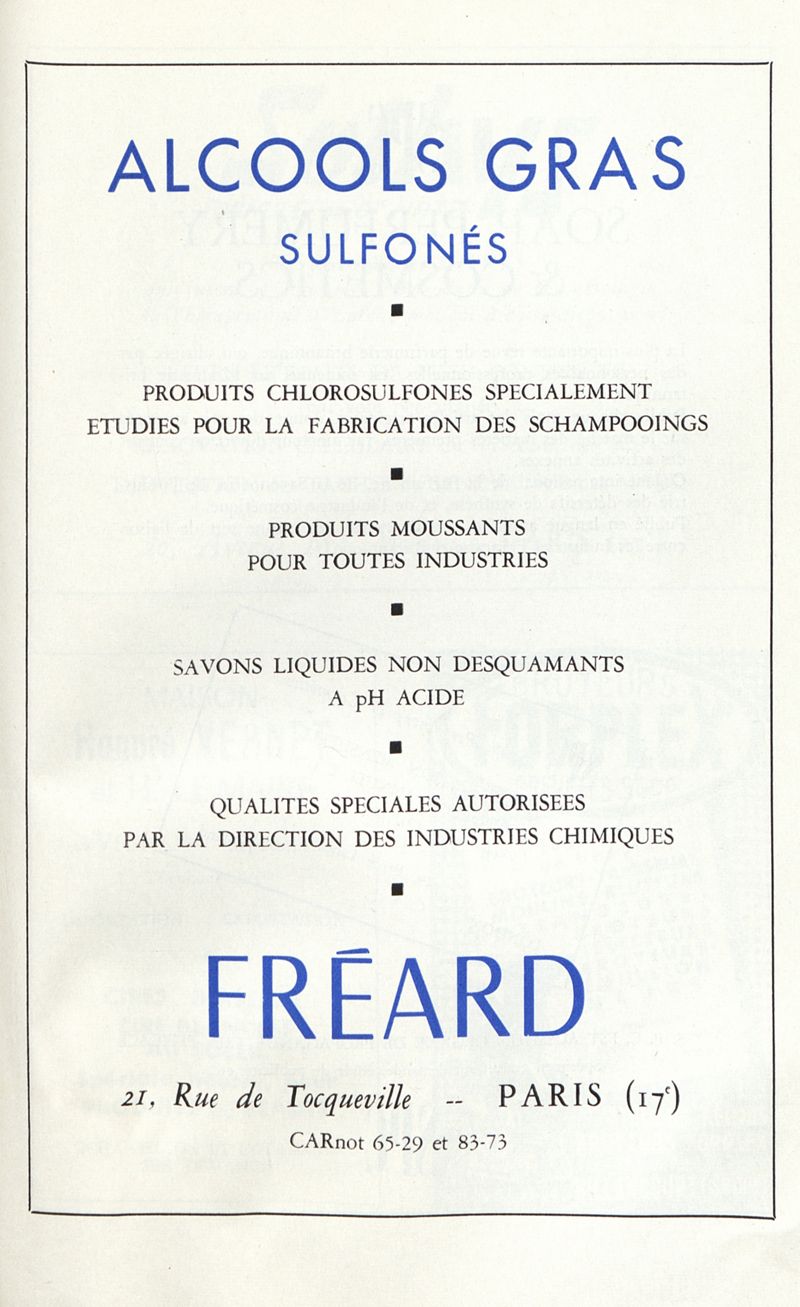 ALCOOLS GRAS
SULFONÉS
PRODUITS CHLOROSULFONES SPECIALEMENT
ETUDIES POUR LA FABRICATION DES SCHAMPOOINGS
PRODUITS MOUSSANTS
POUR TOUTES INDUSTRIES
SAVONS LIQUIDES NON DESQUAMANTS
A pH ACIDE
QUALITES SPECIALES AUTORISEES
PAR LA DIRECTION DES INDUSTRIES CHIMIQUES
FRÉARD
21, Rue de Tocqueville -- PARIS (17ᵉ)
CARnot 65-29 et 83-73